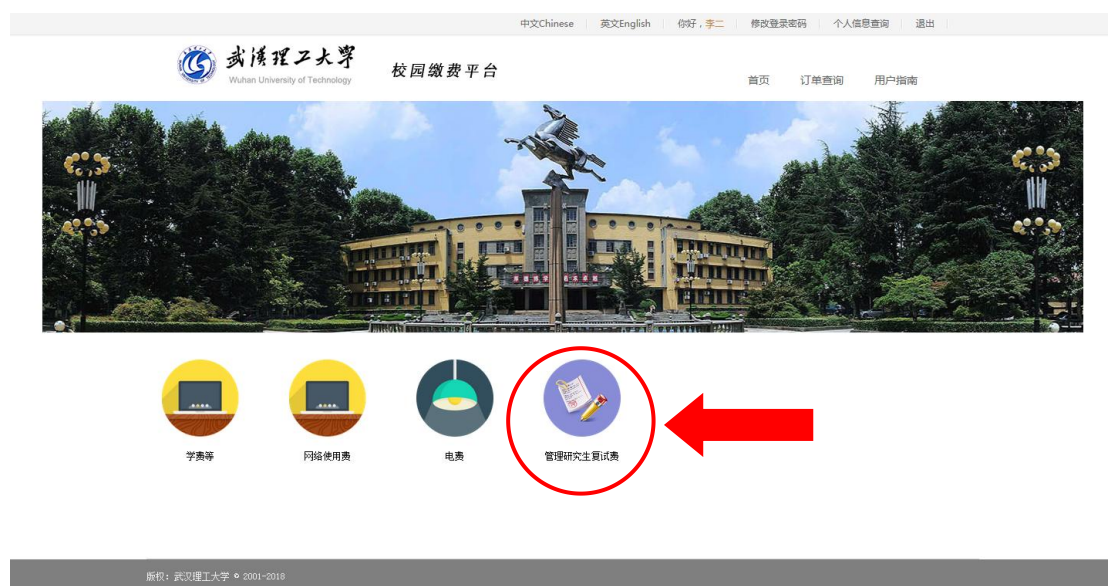 中文Chinese 英文English 你好，李二 修改登录密码 个人信息查询 退出
武汉理工大学
Wuhan University of Technology
校园缴费平台
首页 订单查询 用户指南
学费等 网络使用费 电费 管理研究生复试费
版权：武汉理工大学 © 2001-2018